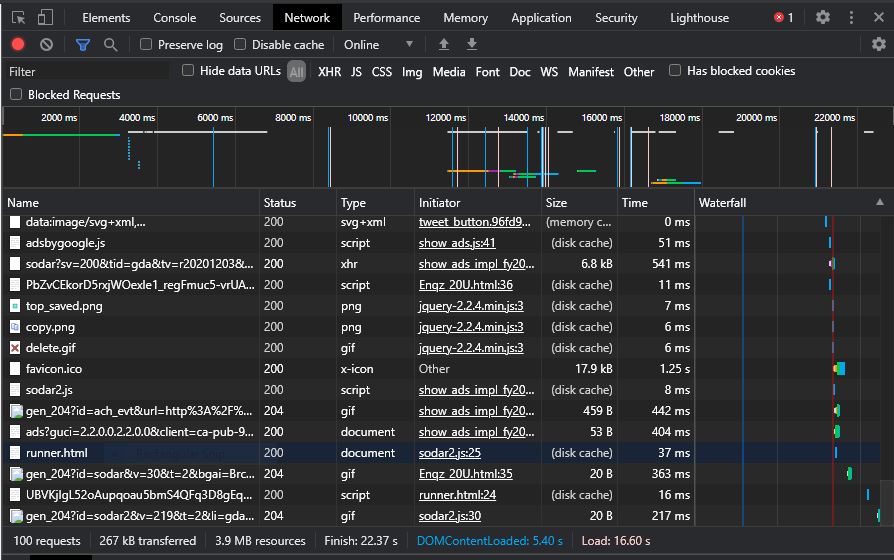 Elements Console Sources Network Performance Memory Application Security Lighthouse 1
Preserve log Disable cache Online
Filter Hide data URLs All XHR JS CSS Img Media Font Doc WS Manifest Other Has blocked cookies
Blocked Requests
2000 ms 4000 ms 6000 ms 8000 ms 10000 ms 12000 ms 14000 ms 16000 ms 18000 ms 20000 ms 22000 ms
Name Status Type Initiator Size Time Waterfall
data:image/svg+xml,... 200 svg+xml tweet_button.96fd9... (memory c... 0 ms
adsbygoogle.js 200 script show_ads.js:41 (disk cache) 51 ms
sodar?sv=200&tid=gda&tv=r20201203&... 200 xhr show_ads_impl_fy20... 6.8 kB 541 ms
200 script Enqz_20U.html:36 (disk cache) 11 ms
top_saved.png 200 png jquery-2.2.4.min.js:3 (disk cache) 7 ms
copy.png 200 png jquery-2.2.4.min.js:3 (disk cache) 6 ms
delete.gif 200 gif jquery-2.2.4.min.js:3 (disk cache) 6 ms
favicon.ico 200 x-icon Other 17.9 kB 1.25 s
sodar2.js 200 script show_ads_impl_fy20... (disk cache) 8 ms
gen_204?id=ach_evt&url=http%3A%2F%... 204 gif show_ads_impl_fy20... 459 B 442 ms
ads?guci=2.2.0.0.2.2.0.0&client=ca-pub-9... 200 document show_ads_impl_fy20... 53 B 404 ms
runner.html 200 document sodar2.js:25 (disk cache) 37 ms
gen_204?id=sodar&v=30&t=2&bgai=Brc... 204 gif Enqz_20U.html:35 20 B 363 ms
200 script runner.html:24 (disk cache) 16 ms
gen_204?id=sodar2&v=219&t=2&li=gda... 204 gif sodar2.js:30 20 B 217 ms
100 requests 267 kB transferred 3.9 MB resources Finish: 22.37 s DOMContentLoaded: 5.40 s Load: 16.60 s